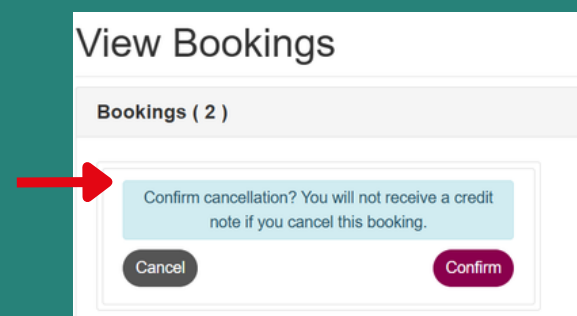 View Bookings
Bookings ( 2 )
Confirm cancellation? You will not receive a credit
note if you cancel this booking.
Cancel
Confirm